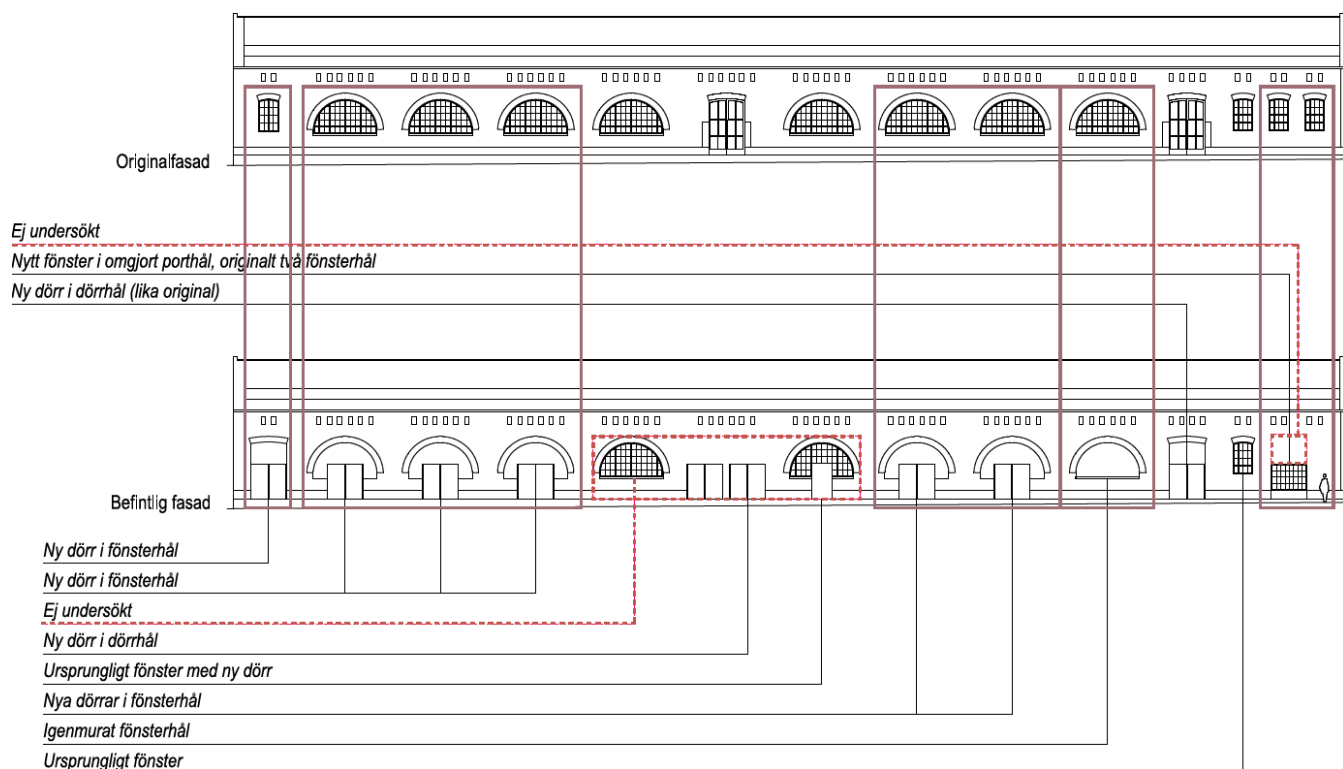 Originalfasad
Ej undersökt
Nytt fönster i omgjort porthål, originalt två fönsterhål
Ny dörr i dörrhål (lika original)
Befintlig fasad
Ny dörr i fönsterhål
Ny dörr i fönsterhål
Ej undersökt
Ny dörr i dörrhål
Ursprungligt fönster med ny dörr
Nya dörrar i fönsterhål
Igenmurat fönsterhål
Ursprungligt fönster